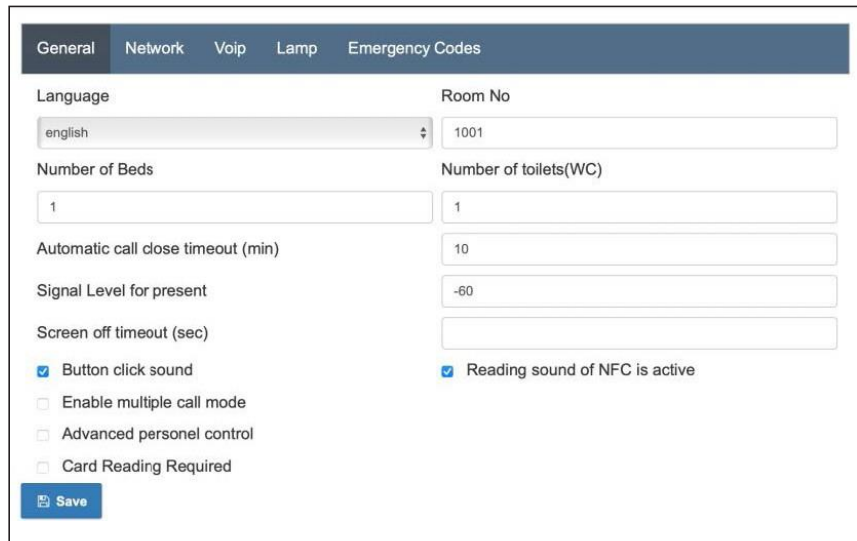 General Network Voip Lamp Emergency Codes
Language Room No
english 1001
Number of Beds Number of toilets(WC)
1 1
Automatic call close timeout (min) 10
Signal Level for present -60
Screen off timeout (sec)
Button click sound Reading sound of NFC is active
Enable multiple call mode
Advanced personel control
Card Reading Required
Save